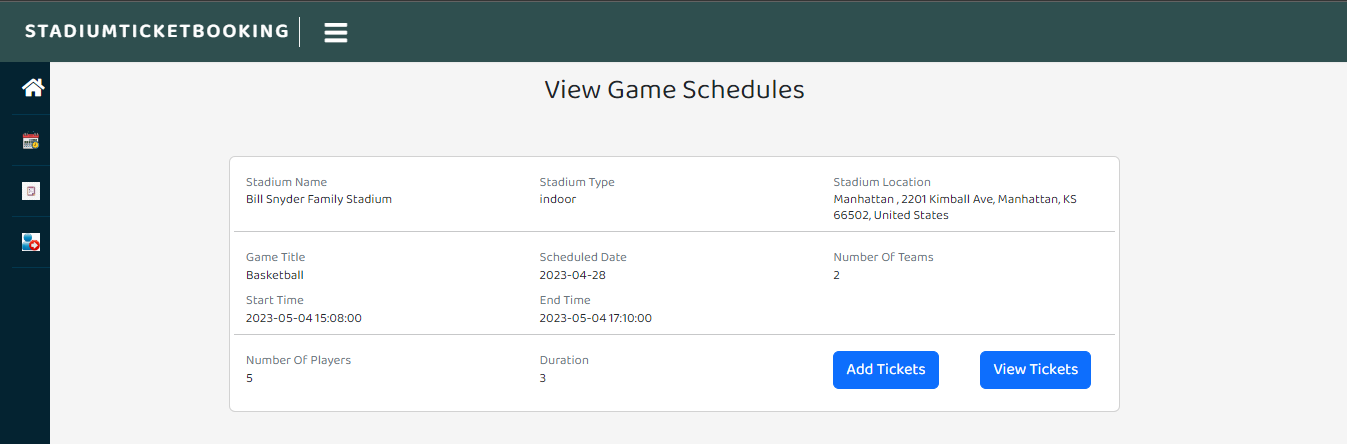 STADIUMTICKETBOOKING
View Game Schedules
Stadium Name
Bill Snyder Family Stadium
Stadium Type
indoor
Stadium Location
Manhattan , 2201 Kimball Ave, Manhattan, KS
66502, United States
Game Title
Basketball
Scheduled Date
2023-04-28
Number Of Teams
2
Start Time
2023-05-04 15:08:00
End Time
2023-05-04 17:10:00
Number Of Players
5
Duration
3
Add Tickets
View Tickets